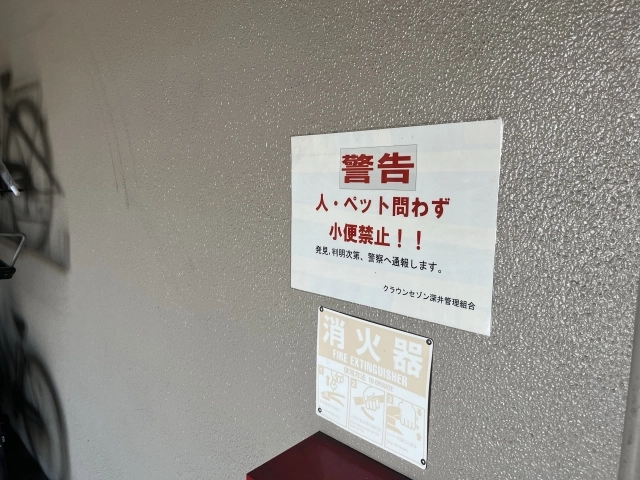 警告
人・ペット問わず
小便禁止！！
発見、判明次第、警察へ通報します。
クラウンセゾン深井管理組合
消火器
FIRE EXTINGUISHER